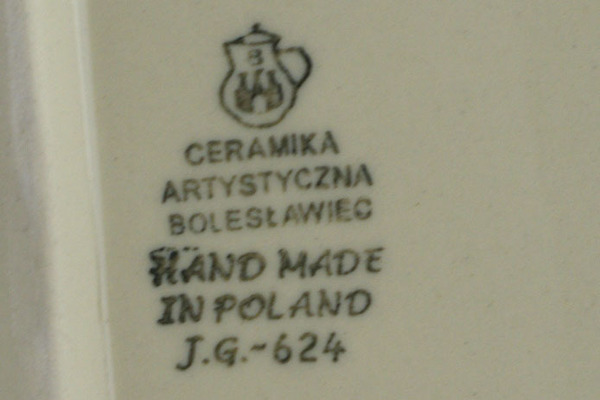 B
CERAMIKA
ARTYSTYCZNA
BOLESŁAWIEC
HAND MADE
IN POLAND
J.G.-624